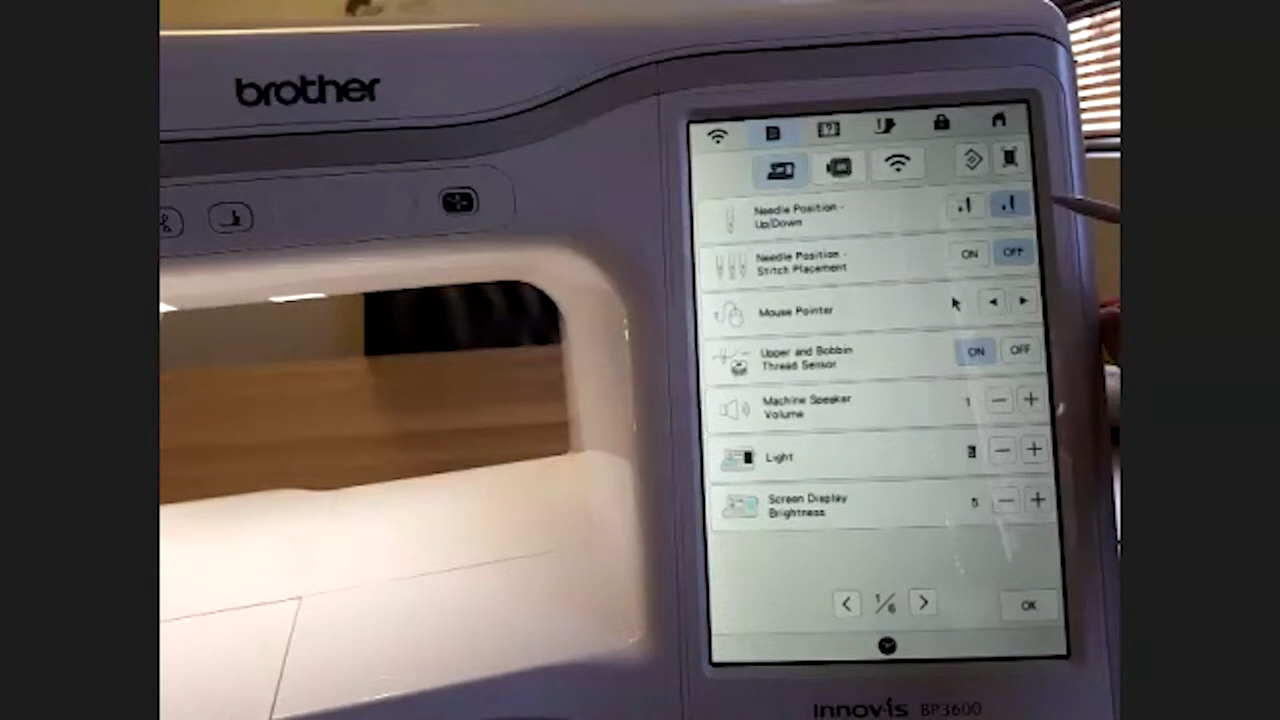 brother
Needle Position -
Up/Down
Needle Position -
Stitch Placement
ON OFF
Mouse Pointer
Upper and Bobbin
Thread Sensor
ON OFF
Machine Speaker
Volume
1 − +
Light
− +
Screen Display
Brightness
5 − +
< 1/6 >
OK
innov-is BP3600